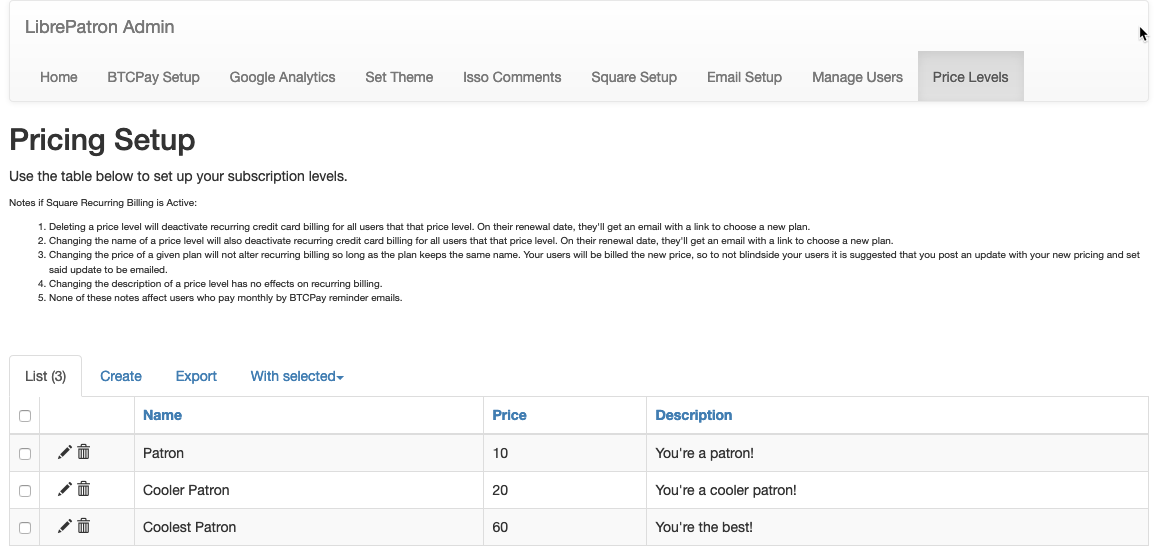 LibrePatron Admin
Home BTCPay Setup Google Analytics Set Theme Isso Comments Square Setup Email Setup Manage Users Price Levels
Pricing Setup
Use the table below to set up your subscription levels.
Notes if Square Recurring Billing is Active:
1. Deleting a price level will deactivate recurring credit card billing for all users that that price level. On their renewal date, they'll get an email with a link to choose a new plan.
2. Changing the name of a price level will also deactivate recurring credit card billing for all users that that price level. On their renewal date, they'll get an email with a link to choose a new plan.
3. Changing the price of a given plan will not alter recurring billing so long as the plan keeps the same name. Your users will be billed the new price, so to not blindside your users it is suggested that you post an update with your new pricing and set
said update to be emailed.
4. Changing the description of a price level has no effects on recurring billing.
5. None of these notes affect users who pay monthly by BTCPay reminder emails.
List (3) Create Export With selected
Name Price Description
Patron 10 You're a patron!
Cooler Patron 20 You're a cooler patron!
Coolest Patron 60 You're the best!